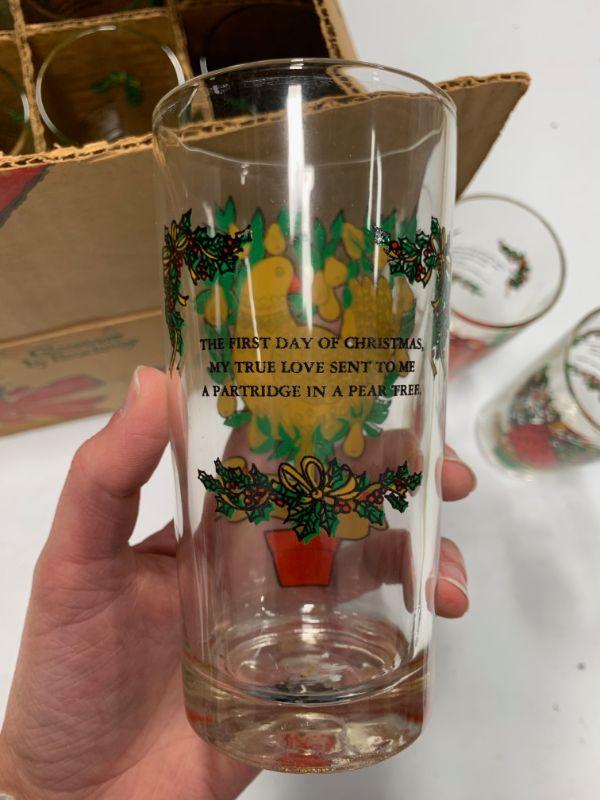 THE FIRST DAY OF CHRISTMAS,
MY TRUE LOVE SENT TO ME
A PARTRIDGE IN A PEAR TREE.